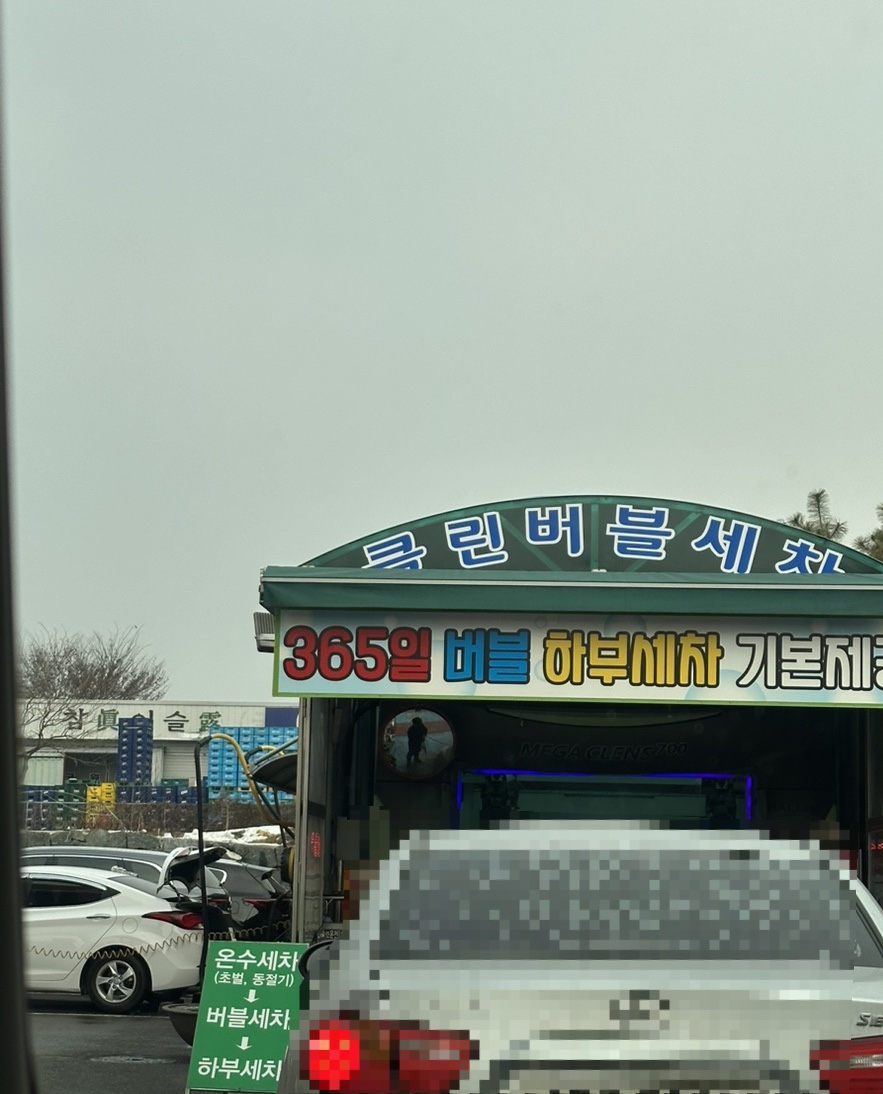 클린버블세차
365일 버블 하부세차 기본제공
참眞이슬露
MEGA CLENS 700
온수세차
(초벌, 동절기)
버블세차
하부세차